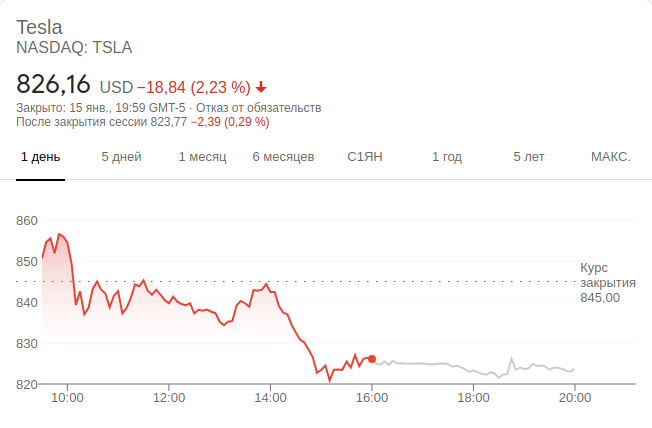 Tesla
NASDAQ: TSLA
826,16 USD −18,84 (2,23 %)
Закрыто: 15 янв., 19:59 GMT-5 · Отказ от обязательств
После закрытия сессии 823,77 −2,39 (0,29 %)
1 день 5 дней 1 месяц 6 месяцев С1ЯН 1 год 5 лет МАКС.
860
850
Курс
закрытия
845,00
840
830
820
10:00 12:00 14:00 16:00 18:00 20:00